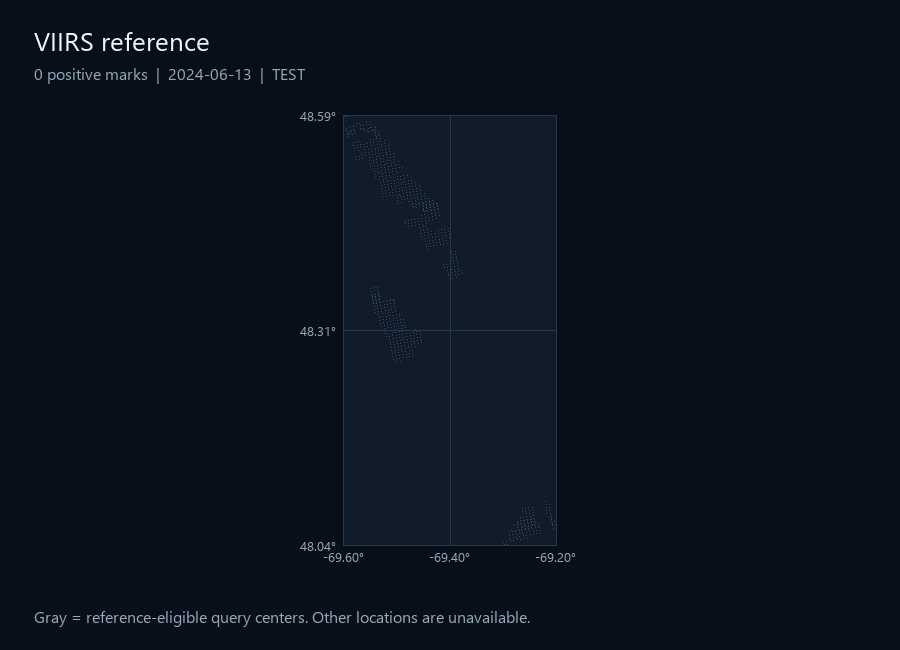 VIIRS reference
0 positive marks | 2024-06-13 | TEST
48.59°
48.31°
48.04°
-69.60° -69.40° -69.20°
Gray = reference-eligible query centers. Other locations are unavailable.